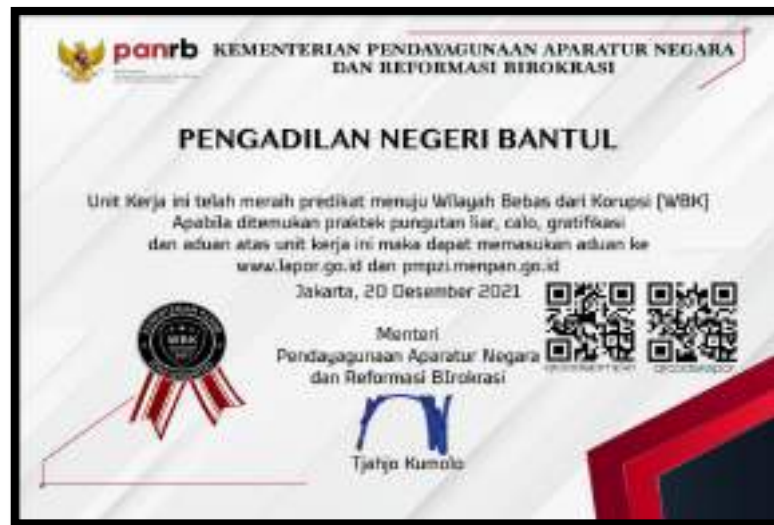 panrb
KEMENTERIAN PENDAYAGUNAAN APARATUR NEGARA
DAN REFORMASI BIROKRASI
PENGADILAN NEGERI BANTUL
Unit Kerja ini telah meraih predikat menuju Wilayah Bebas dari Korupsi [WBK]
Apabila ditemukan praktek pungutan liar, calo, gratifikasi
dan aduan atas unit kerja ini maka dapat memasukan aduan ke
www.lapor.go.id dan pmpzi.menpan.go.id
Jakarta, 20 Desember 2021
WBK
Menteri
Pendayagunaan Aparatur Negara
dan Reformasi BIrokrasi
Tjahjo Kumolo